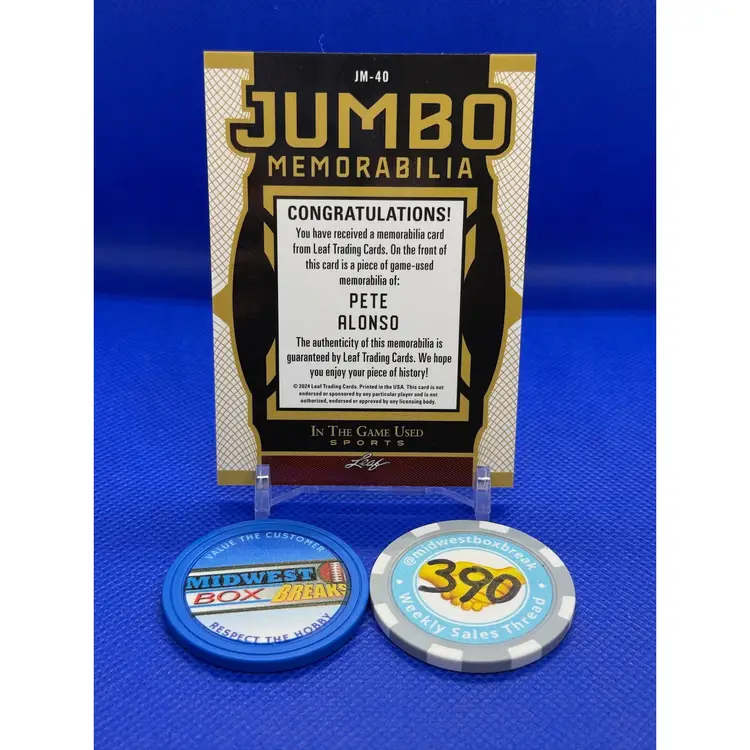 JM-40
JUMBO
MEMORABILIA
CONGRATULATIONS!
You have received a memorabilia card
from Leaf Trading Cards. On the front of
this card is a piece of game-used
memorabilia of:
PETE
ALONSO
The authenticity of this memorabilia is
guaranteed by Leaf Trading Cards. We hope
you enjoy your piece of history!
© 2024 Leaf Trading Cards. Printed in the USA. This card is not
endorsed or sponsored by any particular player and is not
authorized, endorsed or approved by any licensing body.
IN THE GAME USED
SPORTS
Leaf
VALUE THE CUSTOMER
MIDWEST
BOX BREAKS
RESPECT THE HOBBY
@midwestboxbreak
390
Weekly Sales Thread